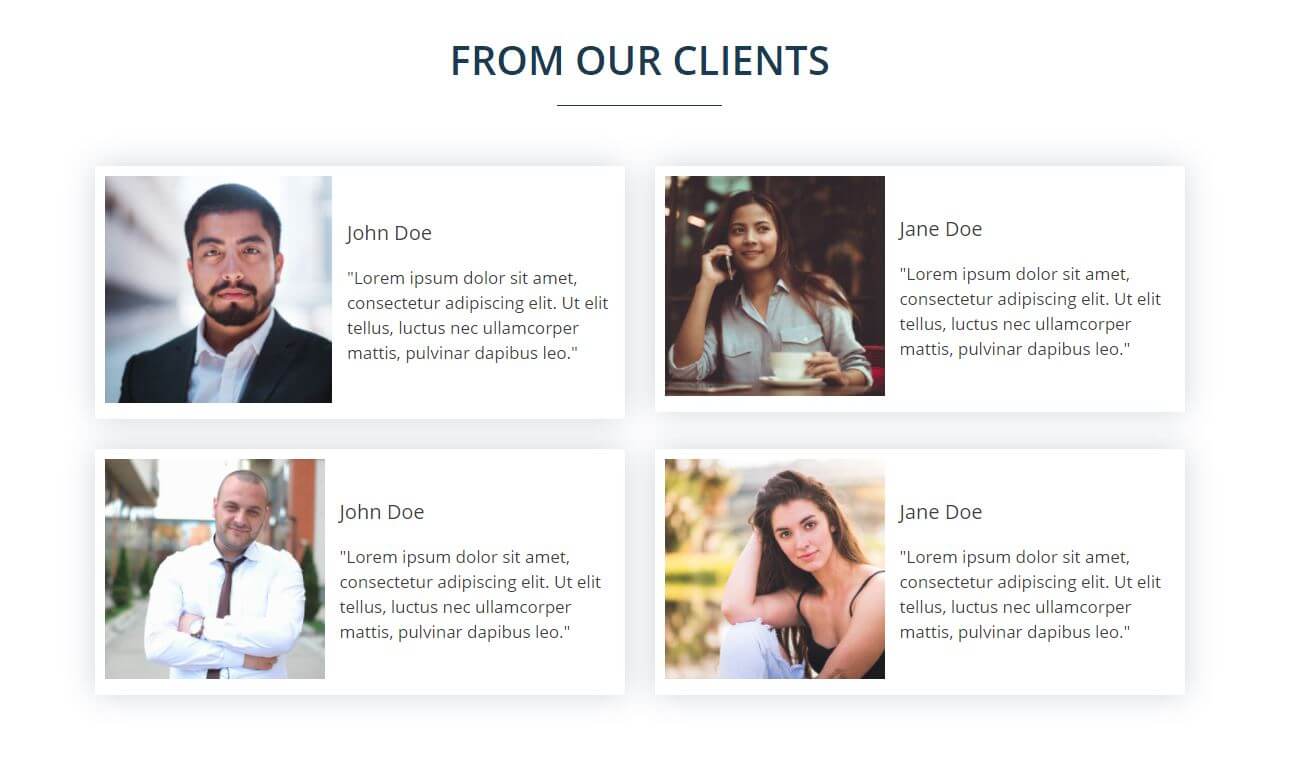 FROM OUR CLIENTS
John Doe
"Lorem ipsum dolor sit amet,
consectetur adipiscing elit. Ut elit
tellus, luctus nec ullamcorper
mattis, pulvinar dapibus leo."
Jane Doe
"Lorem ipsum dolor sit amet,
consectetur adipiscing elit. Ut elit
tellus, luctus nec ullamcorper
mattis, pulvinar dapibus leo."
John Doe
"Lorem ipsum dolor sit amet,
consectetur adipiscing elit. Ut elit
tellus, luctus nec ullamcorper
mattis, pulvinar dapibus leo."
Jane Doe
"Lorem ipsum dolor sit amet,
consectetur adipiscing elit. Ut elit
tellus, luctus nec ullamcorper
mattis, pulvinar dapibus leo."